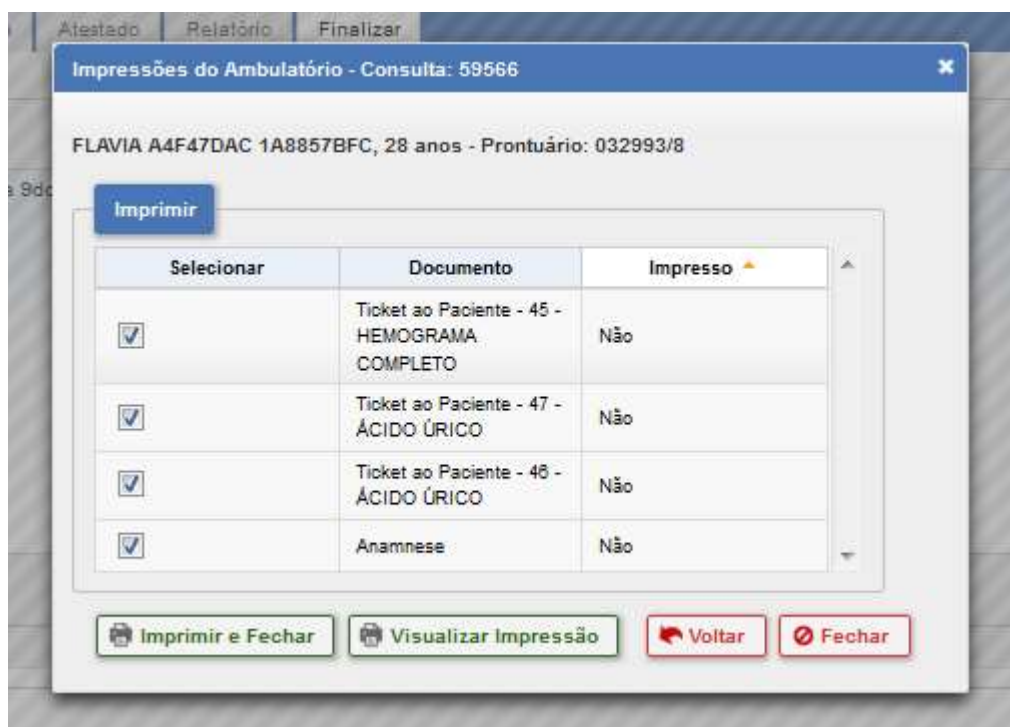 Atestado Relatório Finalizar
Impressões do Ambulatório - Consulta: 59566
FLAVIA A4F47DAC 1A8857BFC, 28 anos - Prontuário: 032993/8
a 9do
Imprimir
Selecionar Documento Impresso
Ticket ao Paciente - 45 -
HEMOGRAMA
COMPLETO
Não
Ticket ao Paciente - 47 -
ÁCIDO ÚRICO
Não
Ticket ao Paciente - 46 -
ÁCIDO ÚRICO
Não
Anamnese Não
Imprimir e Fechar Visualizar Impressão Voltar Fechar